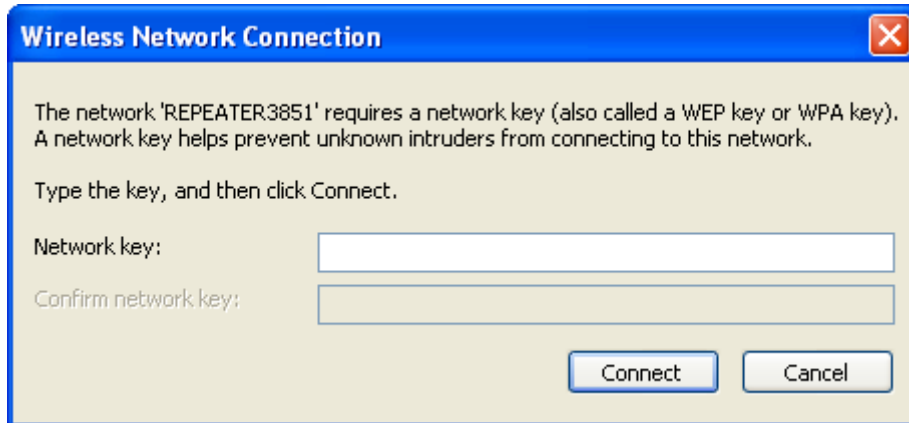 Wireless Network Connection
The network 'REPEATER3851' requires a network key (also called a WEP key or WPA key).
A network key helps prevent unknown intruders from connecting to this network.
Type the key, and then click Connect.
Network key:
Confirm network key:
Connect
Cancel